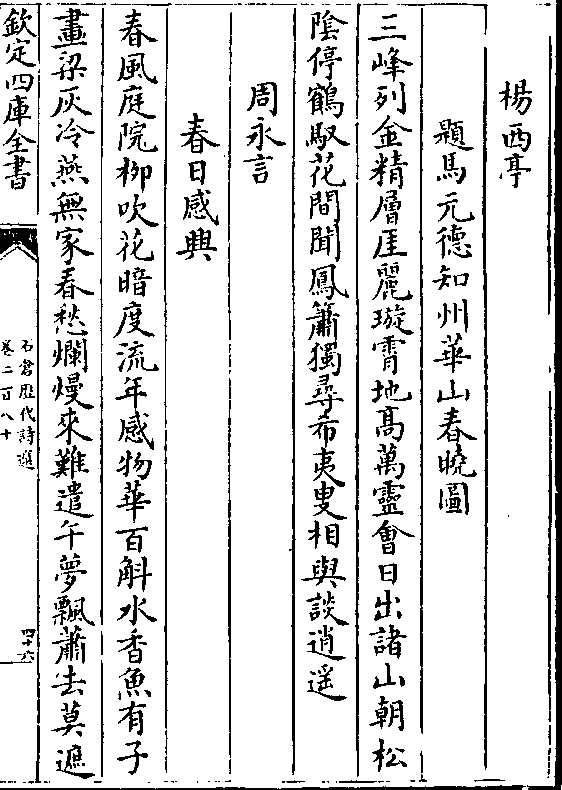 楊西亭
題馬元德知州華山春曉圖
三峰列金精層厓麗璇霄地髙萬靈會日出諸山朝松
隂停鶴馭花間聞鳳簫獨尋希夷叟相與談逍遥
周永言
春日感興
春風庭院柳吹花暗度流年感物華百斛水香魚有子
畫梁灰冷燕無家春愁爛熳來難遣午夢飄蕭去莫遮
欽定四庫全書
石倉歴代詩選
卷二百八十
四十六